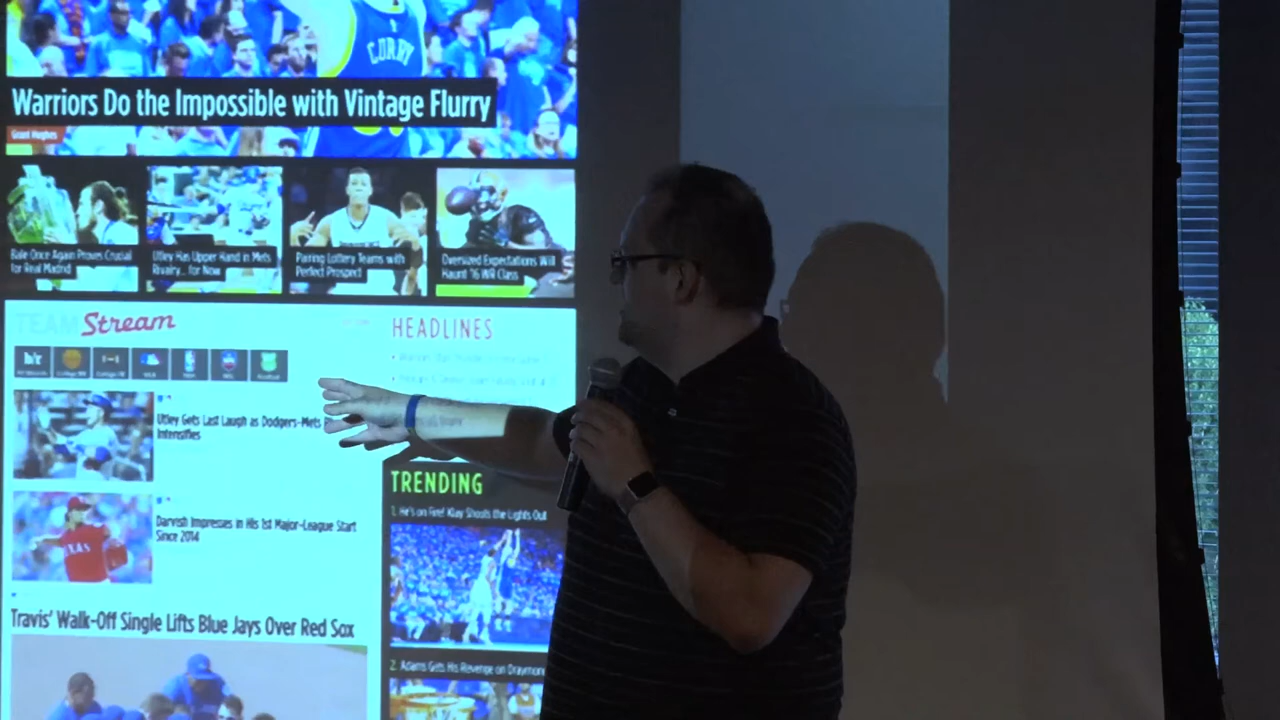 CURRY
Warriors Do the Impossible with Vintage Flurry
Grant Hughes
Bale Once Again Proves Crucial
for Real Madrid
Utley Has Upper Hand in Mets
Rivalry... for Now
Pairing Lottery Teams with
Perfect Prospect
Oversized Expectations Will
Haunt '16 WR Class
TEAM Stream
HEADLINES
b/r
Utley Gets Last Laugh as Dodgers-Mets
Intensifies
TRENDING
1. He's on Fire! Klay Shoots the Lights Out
Darvish Impresses in His 1st Major-League Start
Since 2014
Travis' Walk-Off Single Lifts Blue Jays Over Red Sox
2. Adams Gets His Revenge on Draymond